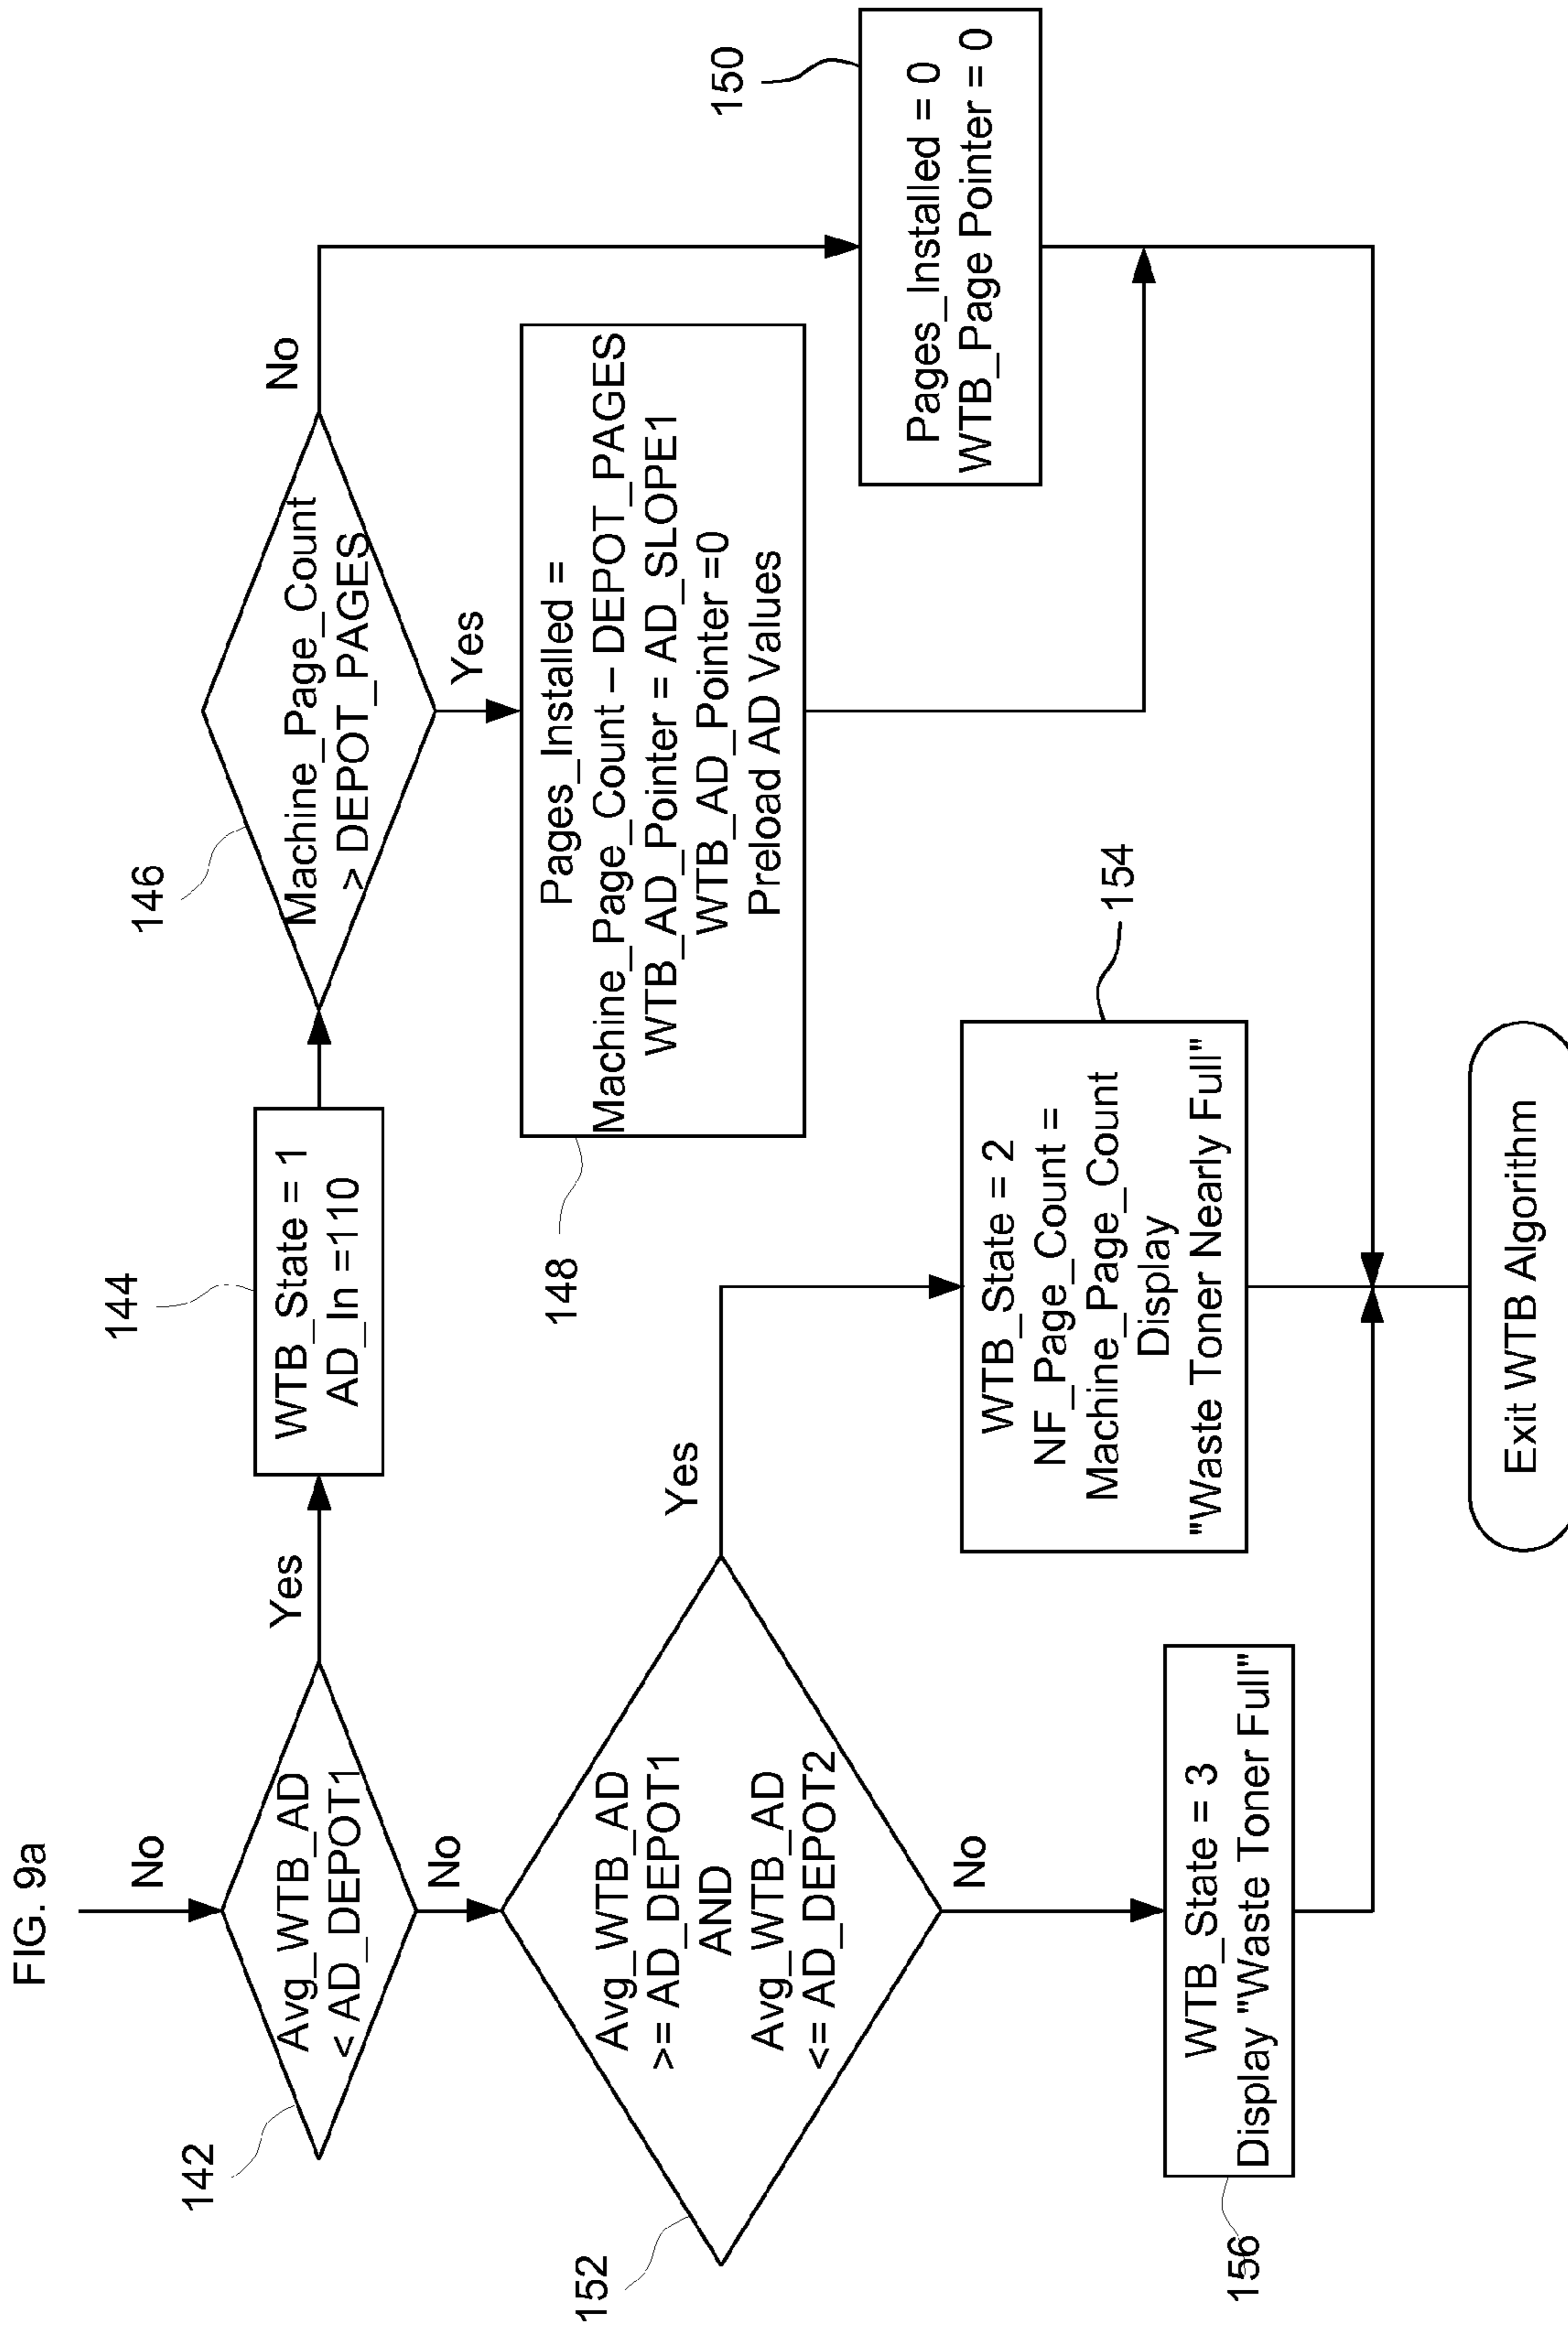 FIG. 9a
No
142
Avg_WTB_AD
< AD_DEPOT1
Yes
144
WTB_State = 1
AD_In =110
146
Machine_Page_Count
> DEPOT_PAGES
No
Yes
148
Pages_Installed =
Machine_Page_Count – DEPOT_PAGES
WTB_AD_Pointer = AD_SLOPE1
WTB_AD_Pointer =0
Preload AD Values
150
Pages_Installed = 0
WTB_Page Pointer = 0
No
152
Avg_WTB_AD
>= AD_DEPOT1
AND
Avg_WTB_AD
<= AD_DEPOT2
Yes
154
WTB_State = 2
NF_Page_Count =
Machine_Page_Count
Display
"Waste Toner Nearly Full"
No
156
WTB_State = 3
Display "Waste Toner Full"
Exit WTB Algorithm